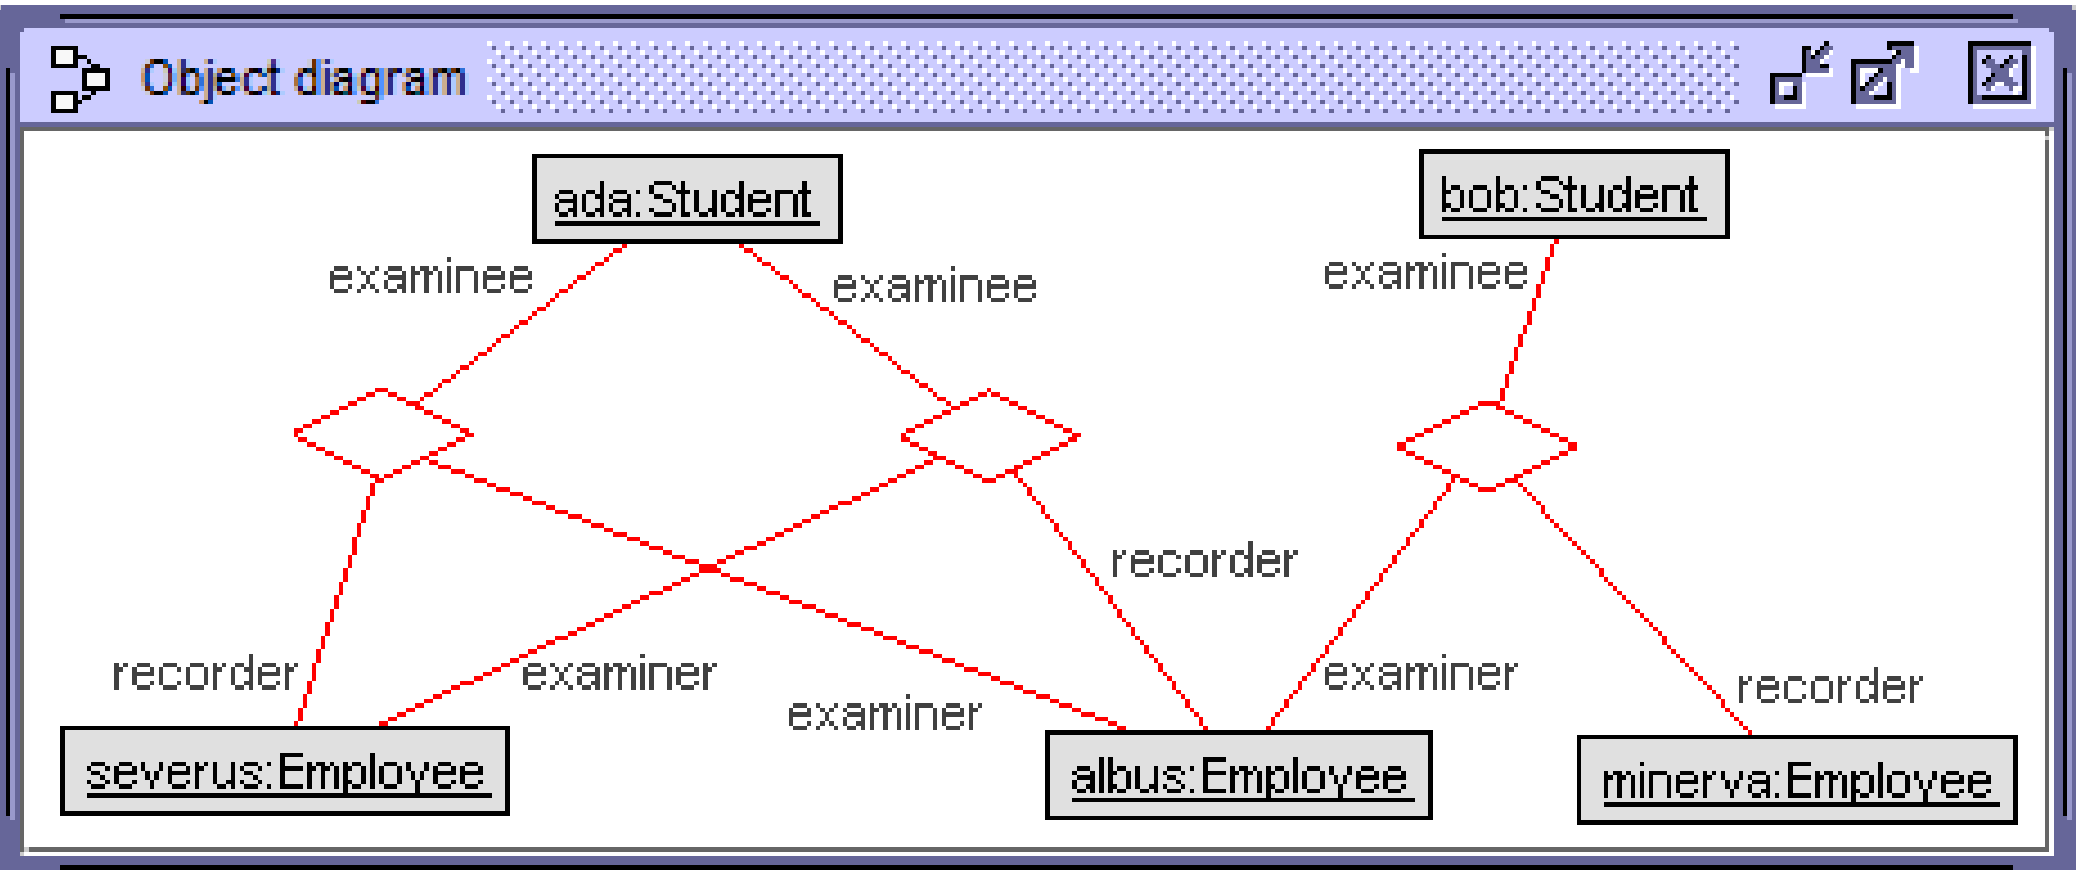 Object diagram
ada:Student
bob:Student
examinee
examinee
examinee
recorder
recorder
examiner
examiner
examiner
recorder
severus:Employee
albus:Employee
minerva:Employee